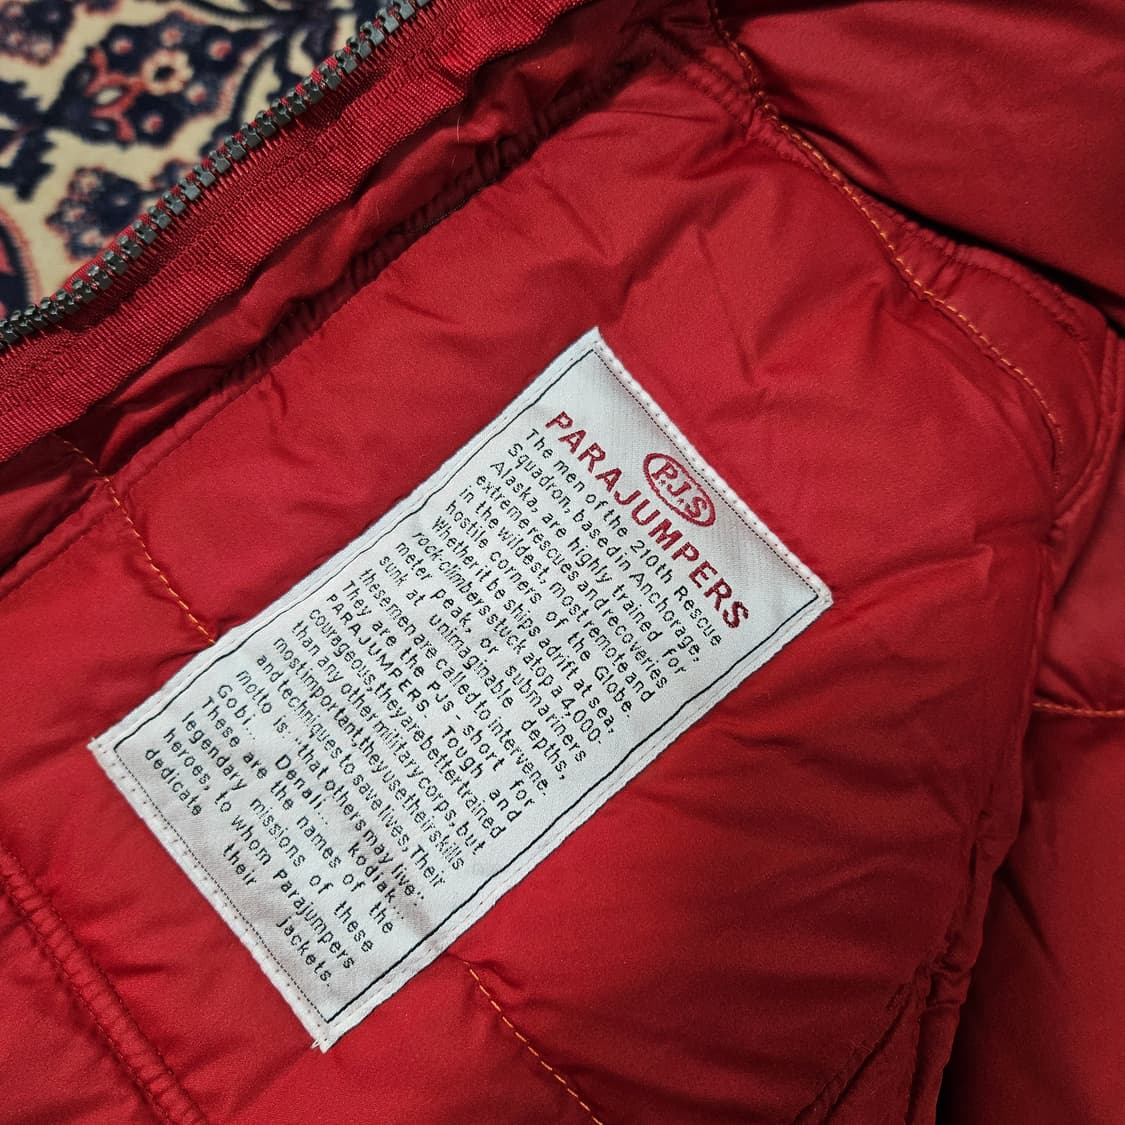 P.J.S
PARAJUMPERS
The men of the 210th Rescue
Squadron, based in Anchorage,
Alaska, are highly trained for
extreme rescues and recoveries
in the wildest, most remote and
hostile corners of the Globe.
Whether it be ships adrift at sea,
rock-climbers stuck atop a 4,000-
meter peak, or submariners
sunk at unimaginable depths,
these men are called to intervene.
They are the PJs - short for
PARAJUMPERS. Tough and
courageous, they are better trained
than any other military corps, but
most important, they use their skills
and techniques to save lives, Their
motto is: "that others may live".
Gobi... Denali... kodiak...
These are the names of the
legendary missions of these
heroes, to whom Parajumpers
dedicate their jackets.